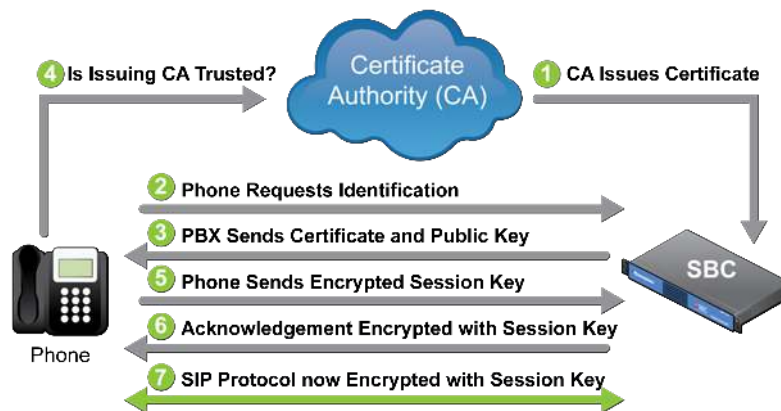 4 Is Issuing CA Trusted?
Certificate
Authority (CA)
1 CA Issues Certificate
2 Phone Requests Identification
3 PBX Sends Certificate and Public Key
SBC
5 Phone Sends Encrypted Session Key
6 Acknowledgement Encrypted with Session Key
Phone
7 SIP Protocol now Encrypted with Session Key